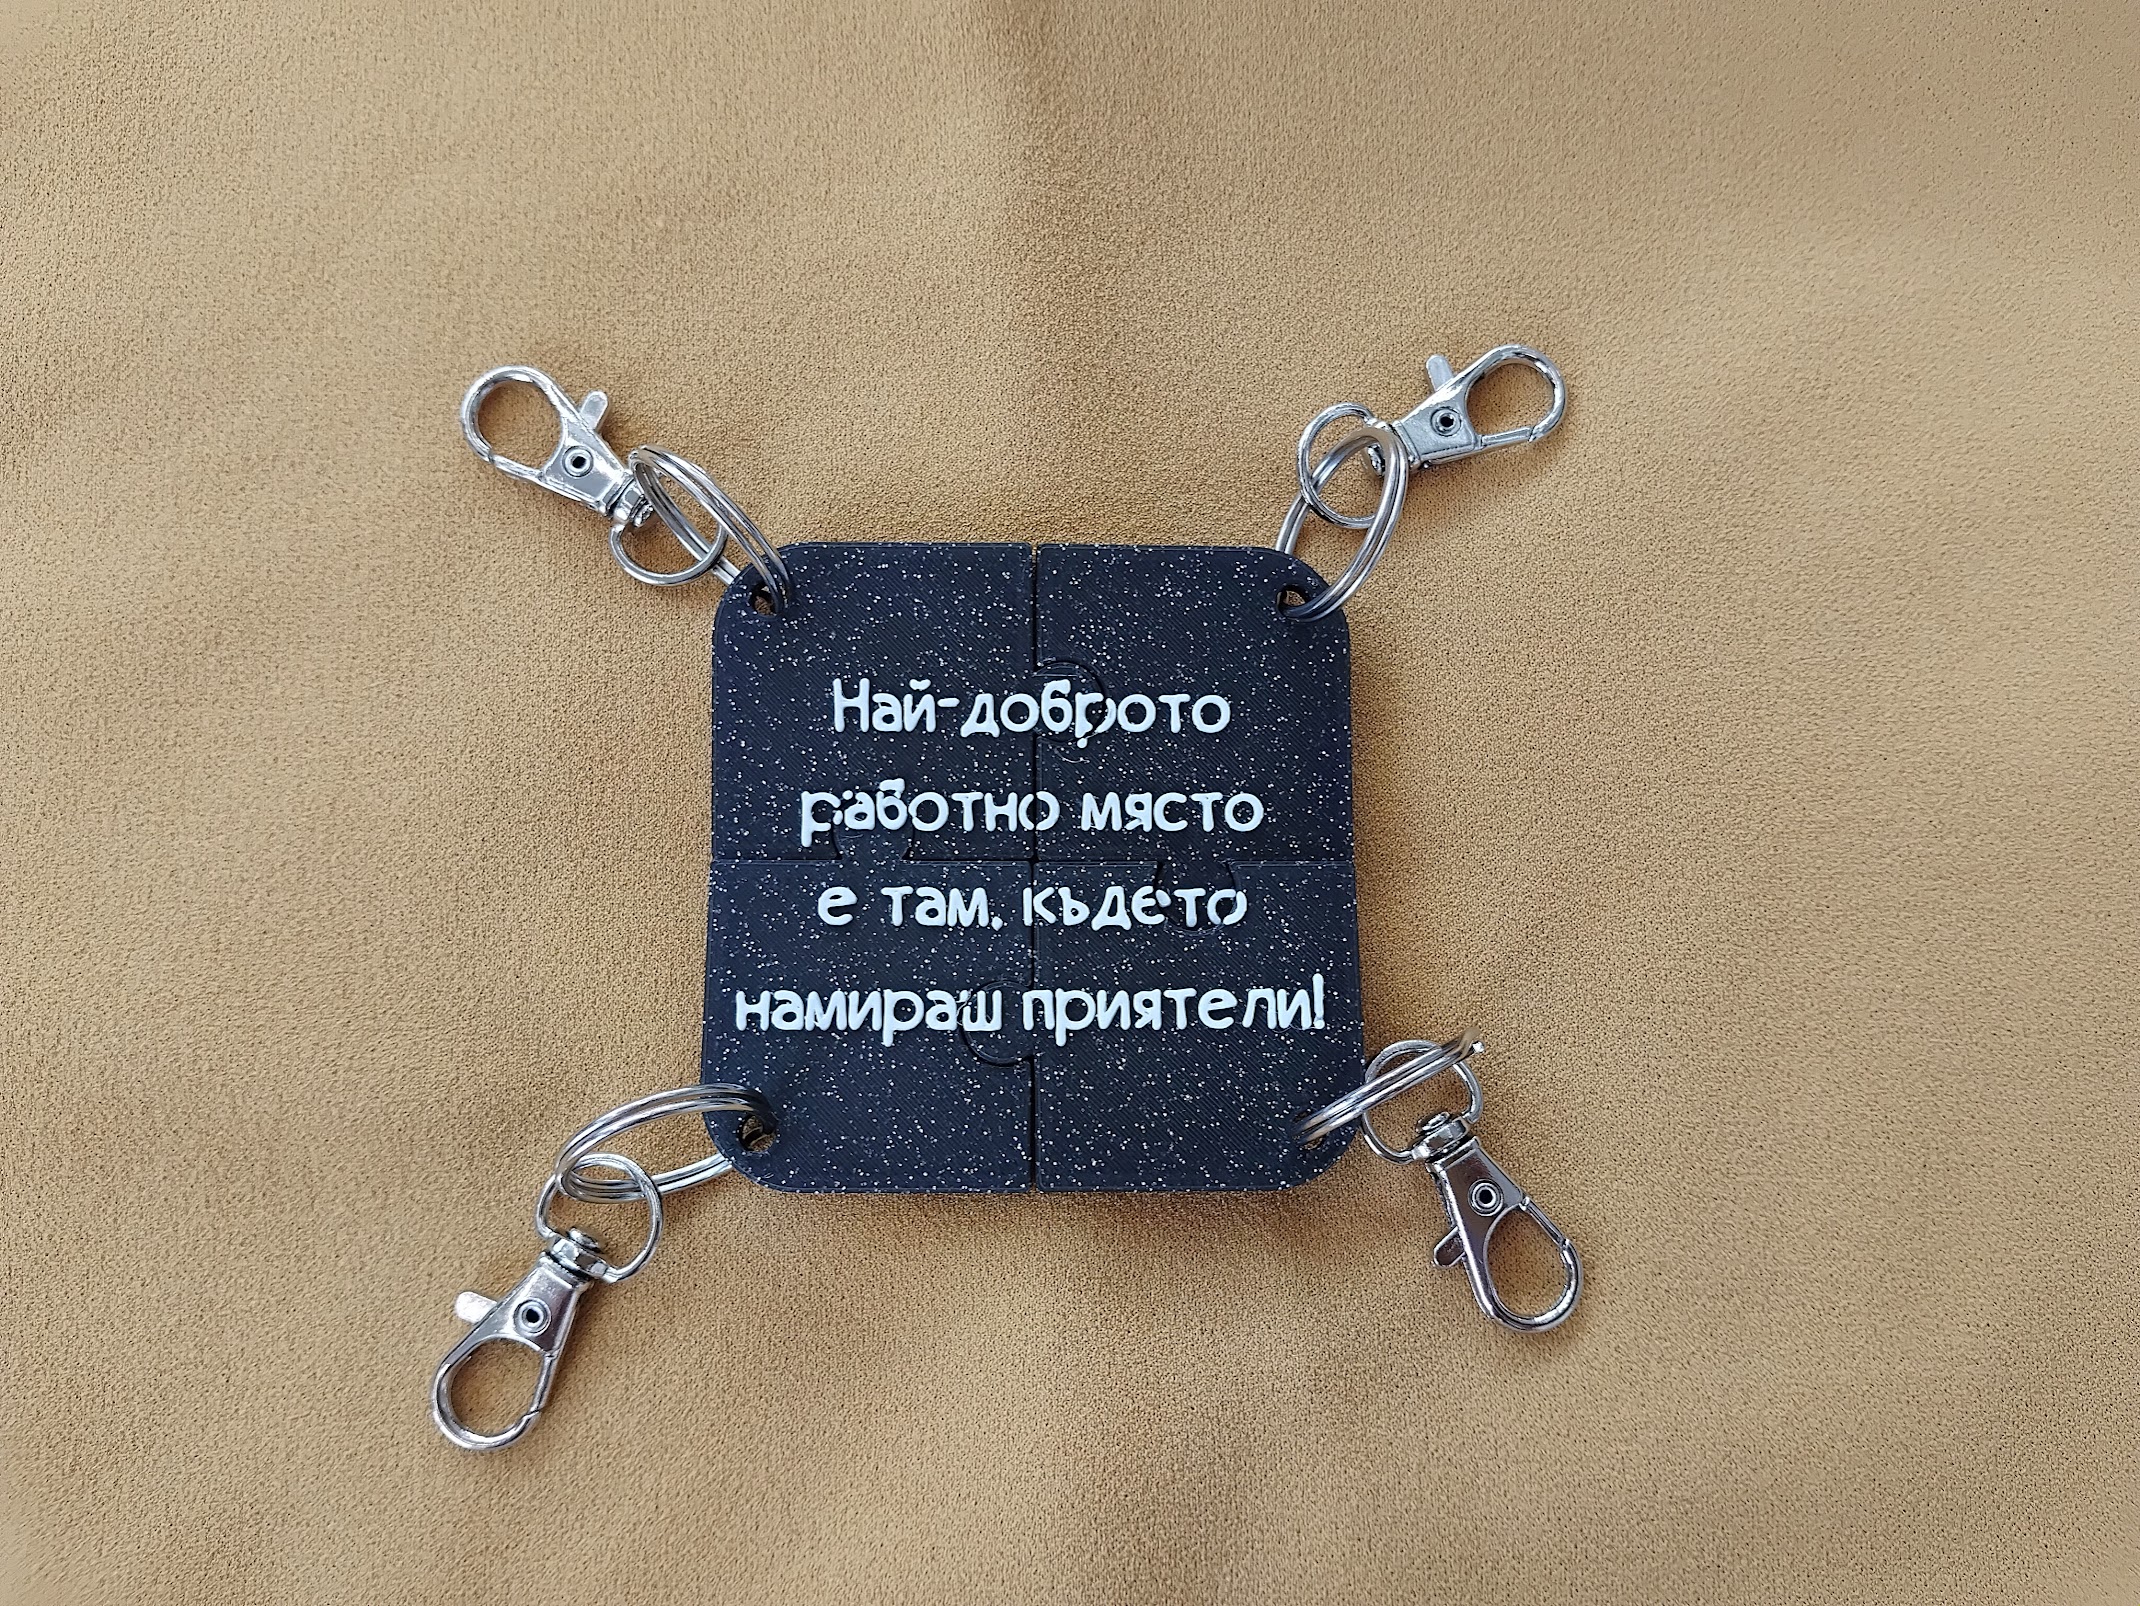 Най-доброто
работно място
е там, където
намираш приятели!